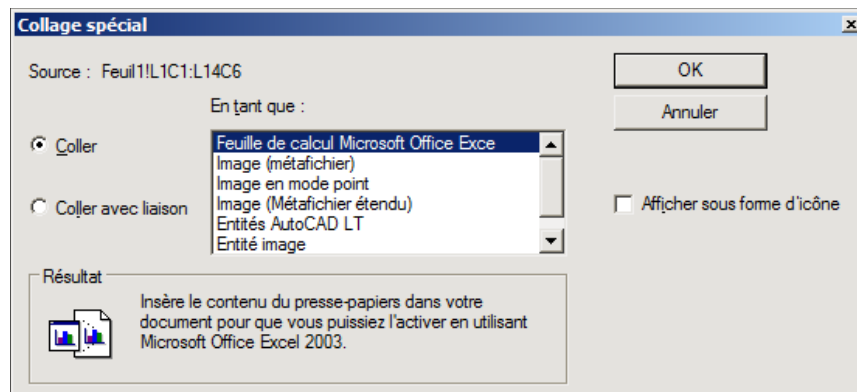 Collage spécial
Source : Feuil1!L1C1:L14C6
OK
En tant que :
Annuler
Coller
Feuille de calcul Microsoft Office Exce
Image (métafichier)
Image en mode point
Image (Métafichier étendu)
Entités AutoCAD LT
Entité image
Coller avec liaison
Afficher sous forme d'icône
Résultat
Insère le contenu du presse-papiers dans votre
document pour que vous puissiez l'activer en utilisant
Microsoft Office Excel 2003.